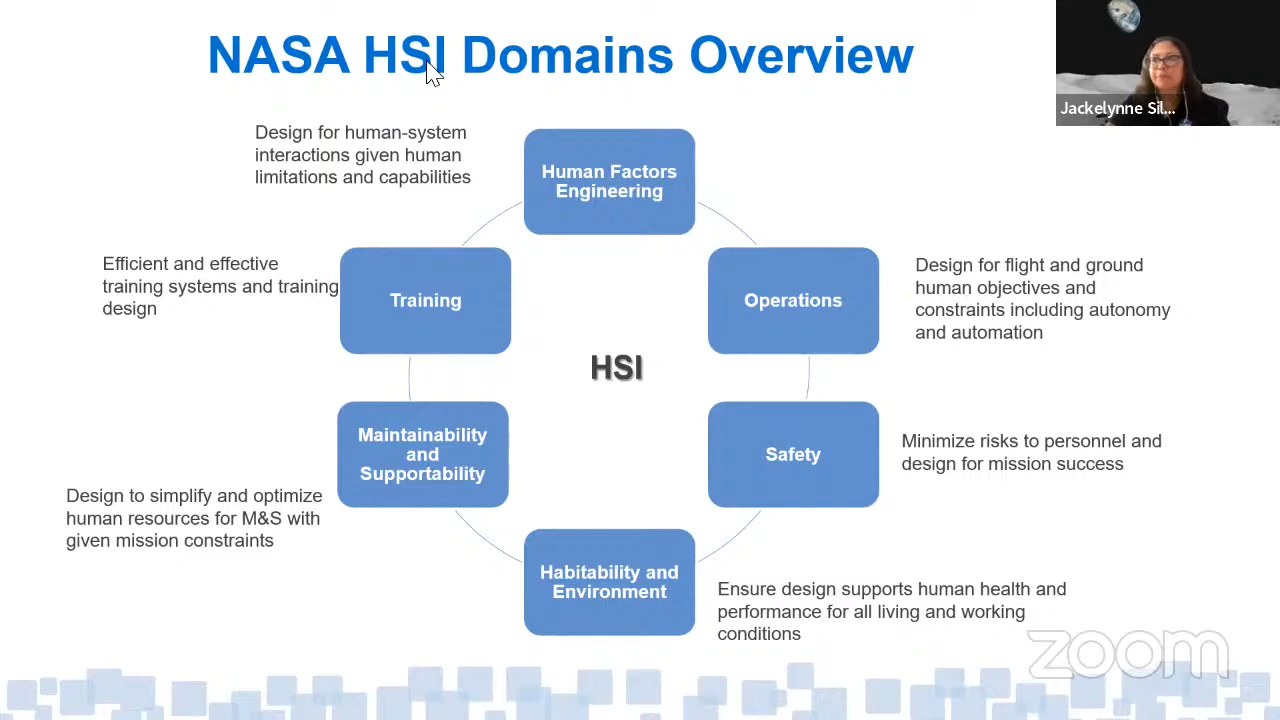 NASA HSI Domains Overview
Jackelynne Sil...
Design for human-system
interactions given human
limitations and capabilities
Human Factors
Engineering
Efficient and effective
training systems and training
design
Training
Operations
Design for flight and ground
human objectives and
constraints including autonomy
and automation
HSI
Maintainability
and
Supportability
Safety
Minimize risks to personnel and
design for mission success
Design to simplify and optimize
human resources for M&S with
given mission constraints
Habitability and
Environment
Ensure design supports human health and
performance for all living and working
conditions
zoom